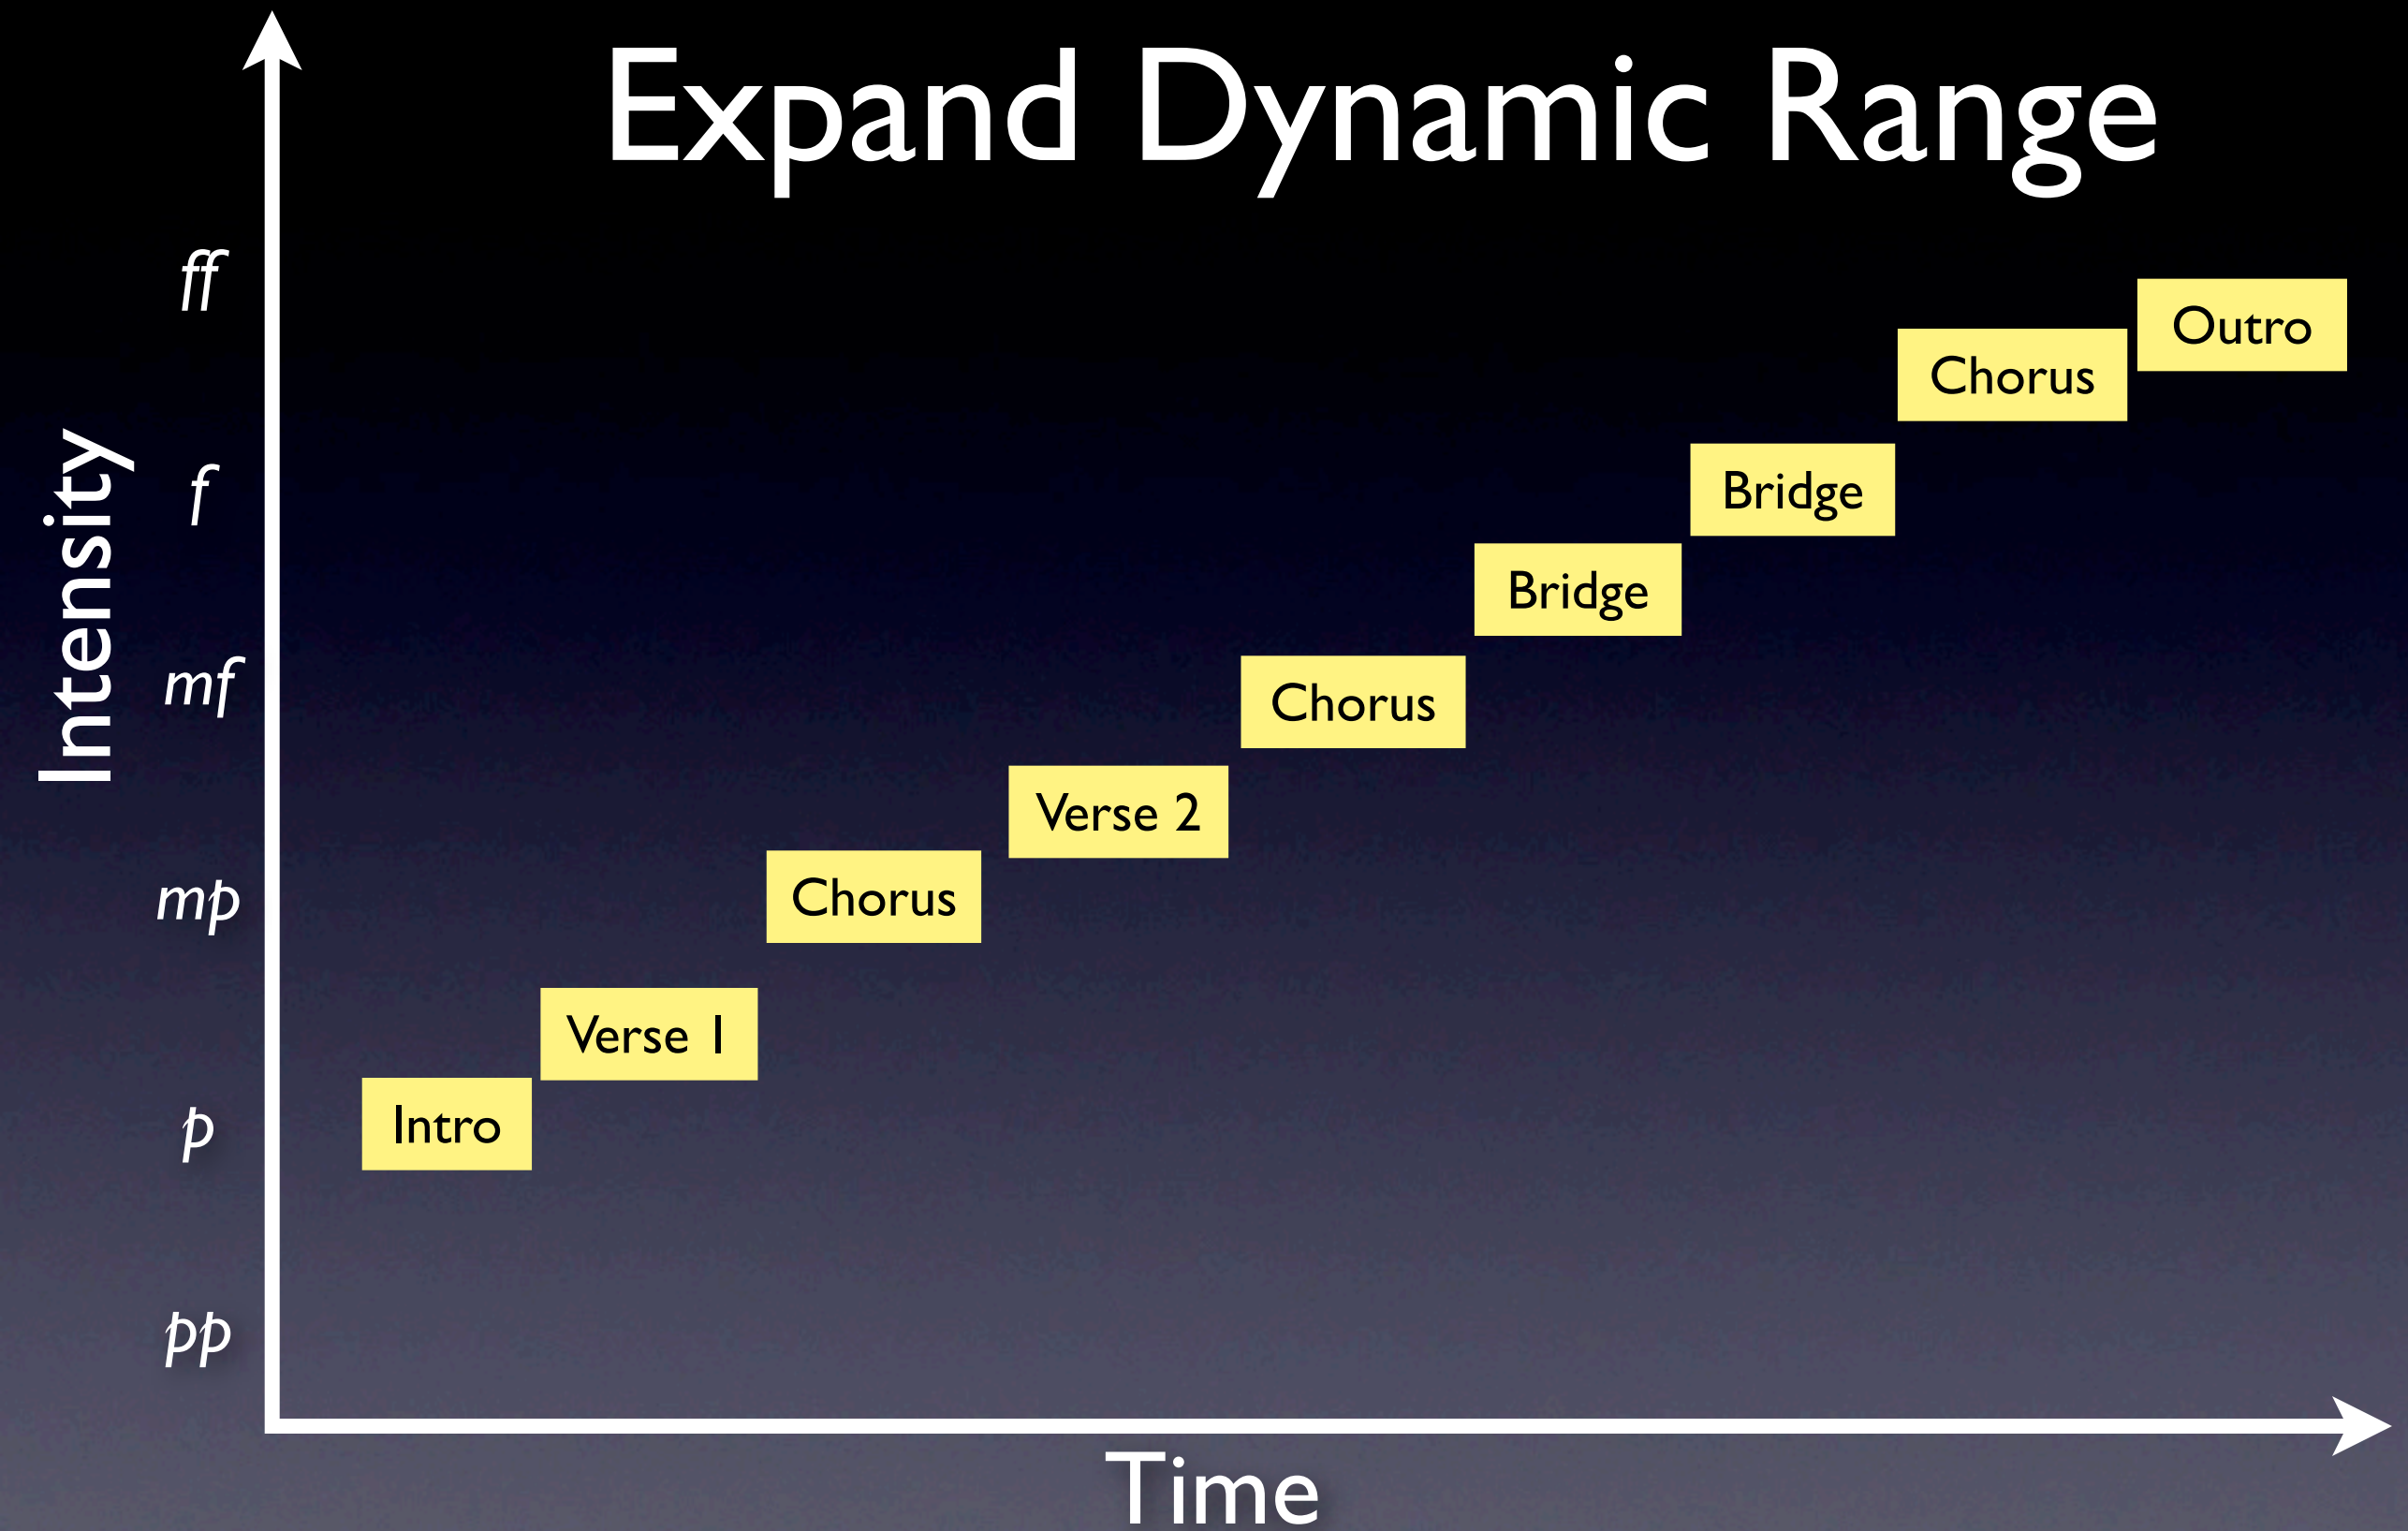 Expand Dynamic Range
Intensity
ff
f
mf
mp
p
pp
Intro
Verse 1
Chorus
Verse 2
Chorus
Bridge
Bridge
Chorus
Outro
Time